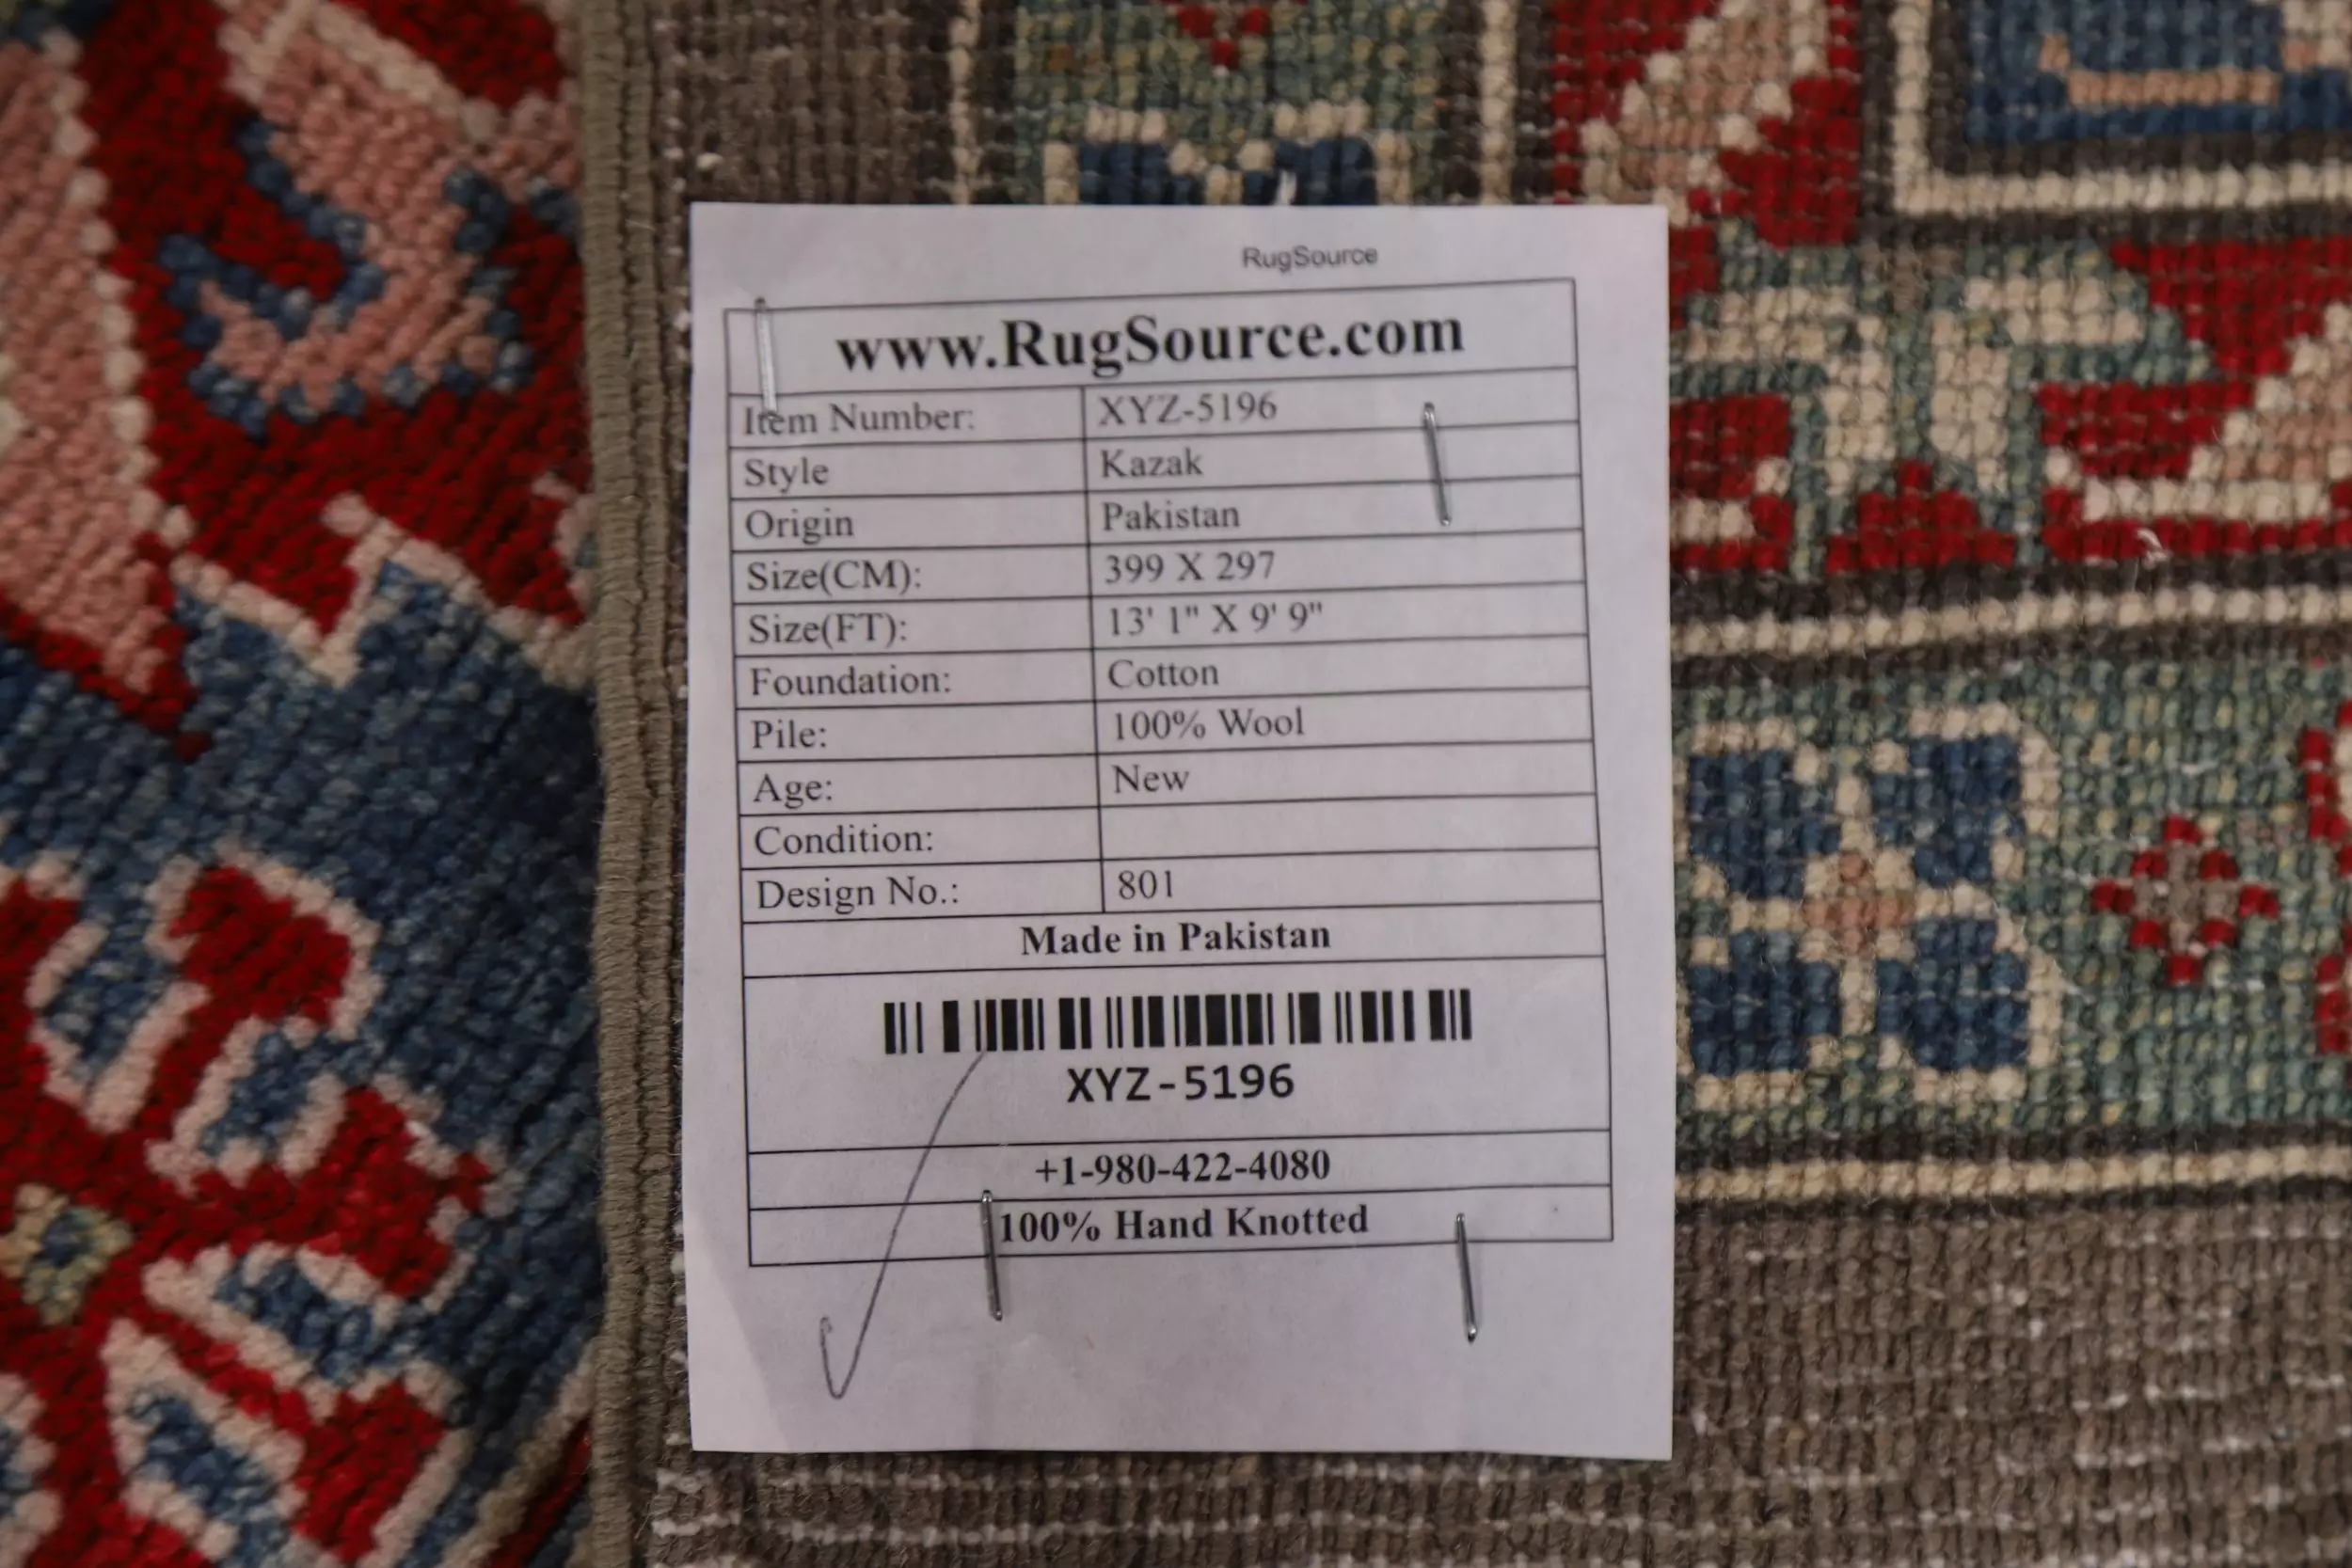 RugSource
www.RugSource.com
Item Number: XYZ-5196
Style Kazak
Origin Pakistan
Size(CM): 399 X 297
Size(FT): 13' 1" X 9' 9"
Foundation: Cotton
Pile: 100% Wool
Age: New
Condition:
Design No.: 801
Made in Pakistan
XYZ-5196
+1-980-422-4080
100% Hand Knotted